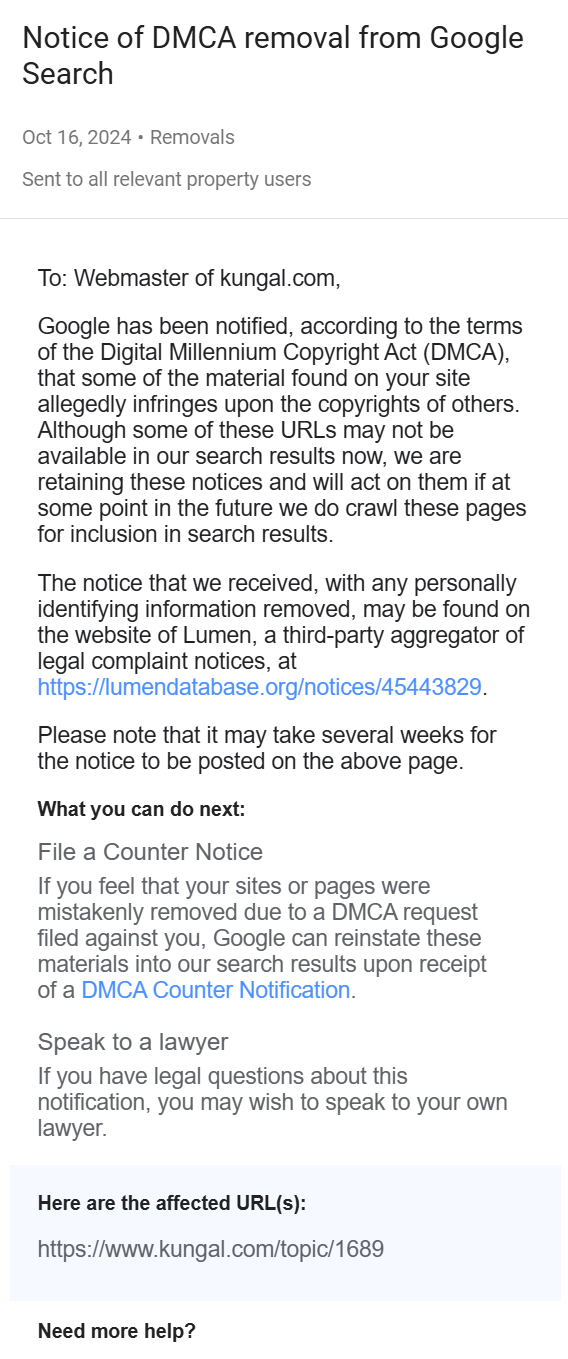 Notice of DMCA removal from Google
Search
Oct 16, 2024 • Removals
Sent to all relevant property users
To: Webmaster of kungal.com,
Google has been notified, according to the terms
of the Digital Millennium Copyright Act (DMCA),
that some of the material found on your site
allegedly infringes upon the copyrights of others.
Although some of these URLs may not be
available in our search results now, we are
retaining these notices and will act on them if at
some point in the future we do crawl these pages
for inclusion in search results.
The notice that we received, with any personally
identifying information removed, may be found on
the website of Lumen, a third-party aggregator of
legal complaint notices, at
https://lumendatabase.org/notices/45443829.
Please note that it may take several weeks for
the notice to be posted on the above page.
What you can do next:
File a Counter Notice
If you feel that your sites or pages were
mistakenly removed due to a DMCA request
filed against you, Google can reinstate these
materials into our search results upon receipt
of a DMCA Counter Notification.
Speak to a lawyer
If you have legal questions about this
notification, you may wish to speak to your own
lawyer.
Here are the affected URL(s):
https://www.kungal.com/topic/1689
Need more help?